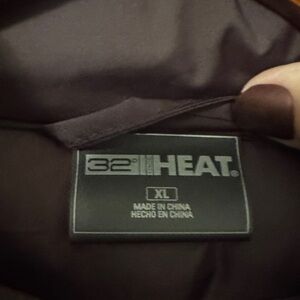 32° HEAT®
XL
MADE IN CHINA
HECHO EN CHINA